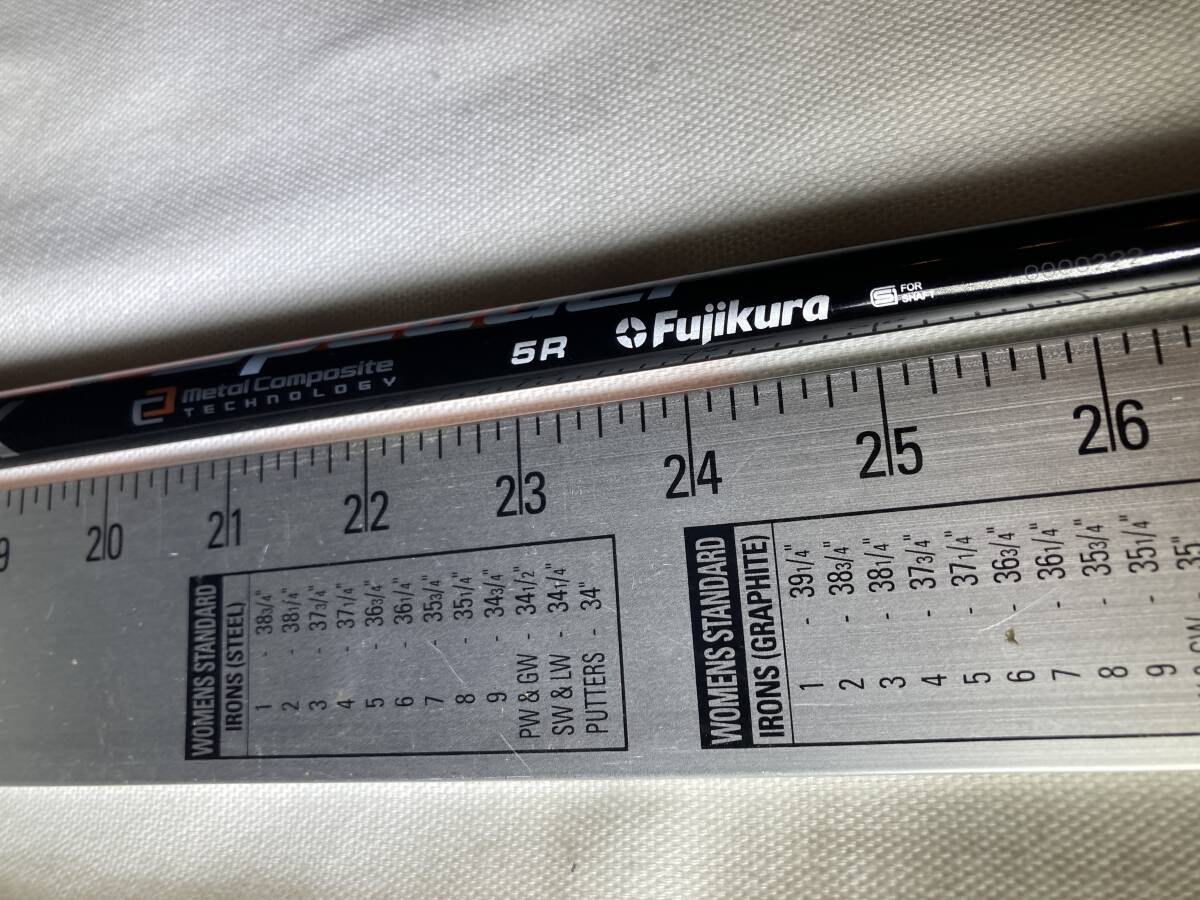 Metal Composite
TECHNOLOGY
5R
Fujikura
S FOR
SHAFT
0000222
20
21
22
23
24
25
26
WOMENS STANDARD
IRONS (STEEL)
1 - 38 3/4"
2 - 38 1/4"
3 - 37 3/4"
4 - 37 1/4"
5 - 36 3/4"
6 - 36 1/4"
7 - 35 3/4"
8 - 35 1/4"
9 - 34 3/4"
PW & GW - 34 1/2"
SW & LW - 34 1/4"
PUTTERS - 34"
WOMENS STANDARD
IRONS (GRAPHITE)
1 - 39 1/4"
2 - 38 3/4"
3 - 38 1/4"
4 - 37 3/4"
5 - 37 1/4"
6 - 36 3/4"
7 - 36 1/4"
8 - 35 3/4"
9 - 35 1/4"
35"